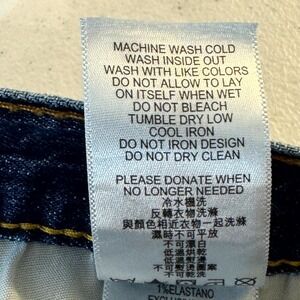 MACHINE WASH COLD
WASH INSIDE OUT
WASH WITH LIKE COLORS
DO NOT ALLOW TO LAY
ON ITSELF WHEN WET
DO NOT BLEACH
TUMBLE DRY LOW
COOL IRON
DO NOT IRON DESIGN
DO NOT DRY CLEAN
PLEASE DONATE WHEN
NO LONGER NEEDED
冷水機洗
反轉衣物洗滌
與顏色相近衣物一起洗滌
濕時不可平放
不可漂白
低溫烘乾
低溫熨燙
不可熨燙圖案
不可乾洗
1% ELASTANO